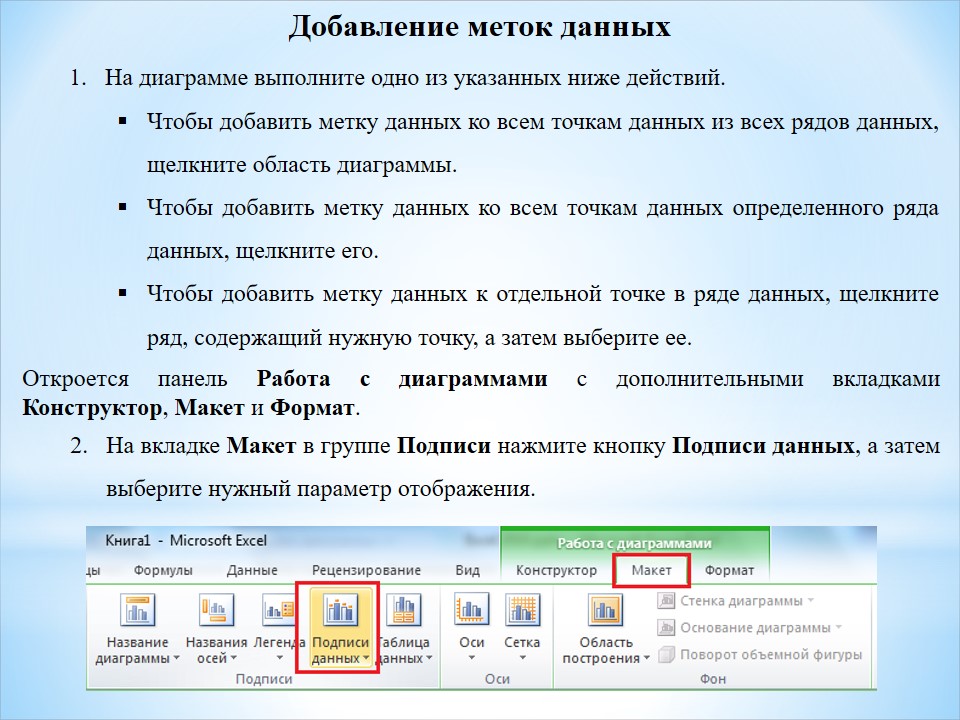 Добавление меток данных
1. На диаграмме выполните одно из указанных ниже действий.
▪ Чтобы добавить метку данных ко всем точкам данных из всех рядов данных,
щелкните область диаграммы.
▪ Чтобы добавить метку данных ко всем точкам данных определенного ряда
данных, щелкните его.
▪ Чтобы добавить метку данных к отдельной точке в ряде данных, щелкните
ряд, содержащий нужную точку, а затем выберите ее.
Откроется панель Работа с диаграммами с дополнительными вкладками
Конструктор, Макет и Формат.
2. На вкладке Макет в группе Подписи нажмите кнопку Подписи данных, а затем
выберите нужный параметр отображения.
Книга1 - Microsoft Excel
Работа с диаграммами
цы Формулы Данные Рецензирование Вид Конструктор Макет Формат
Название диаграммы
Названия осей
Легенда
Подписи данных
Таблица данных
Оси
Сетка
Область построения
Стенка диаграммы
Основание диаграммы
Поворот объемной фигуры
Подписи Оси Фон